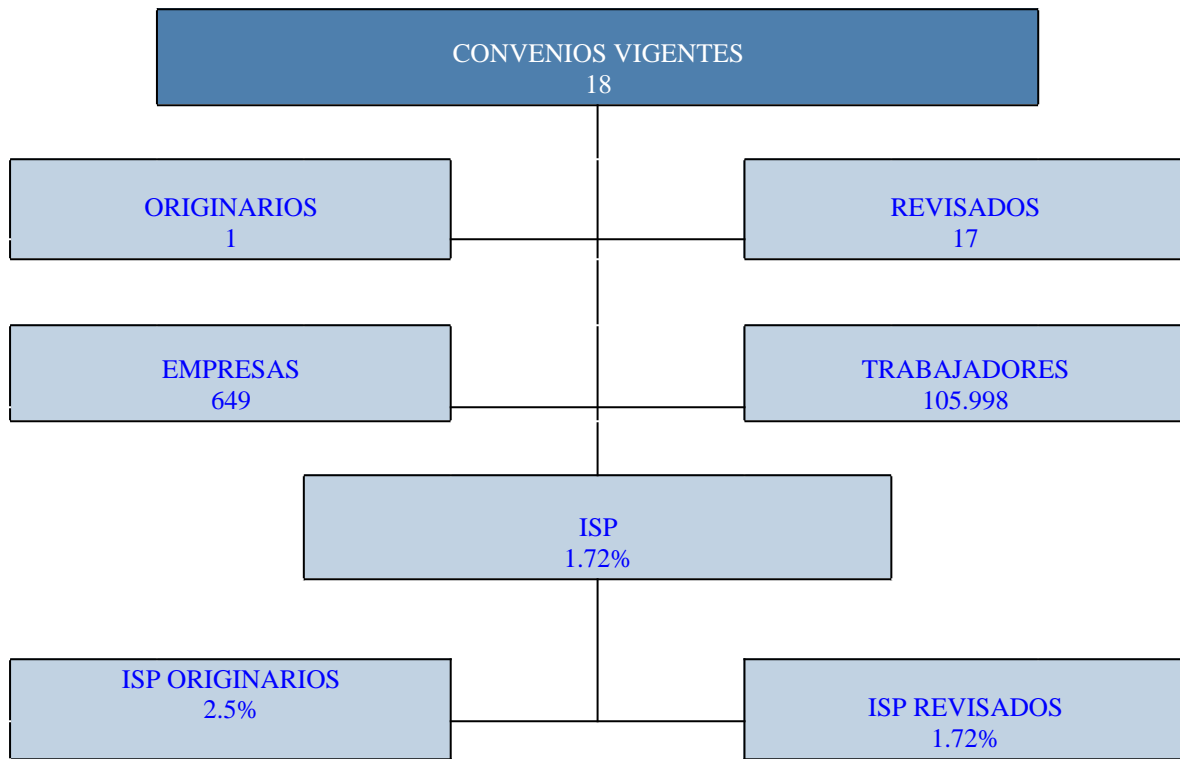 CONVENIOS VIGENTES
18
ORIGINARIOS
1
REVISADOS
17
EMPRESAS
649
TRABAJADORES
105.998
ISP
1.72%
ISP ORIGINARIOS
2.5%
ISP REVISADOS
1.72%